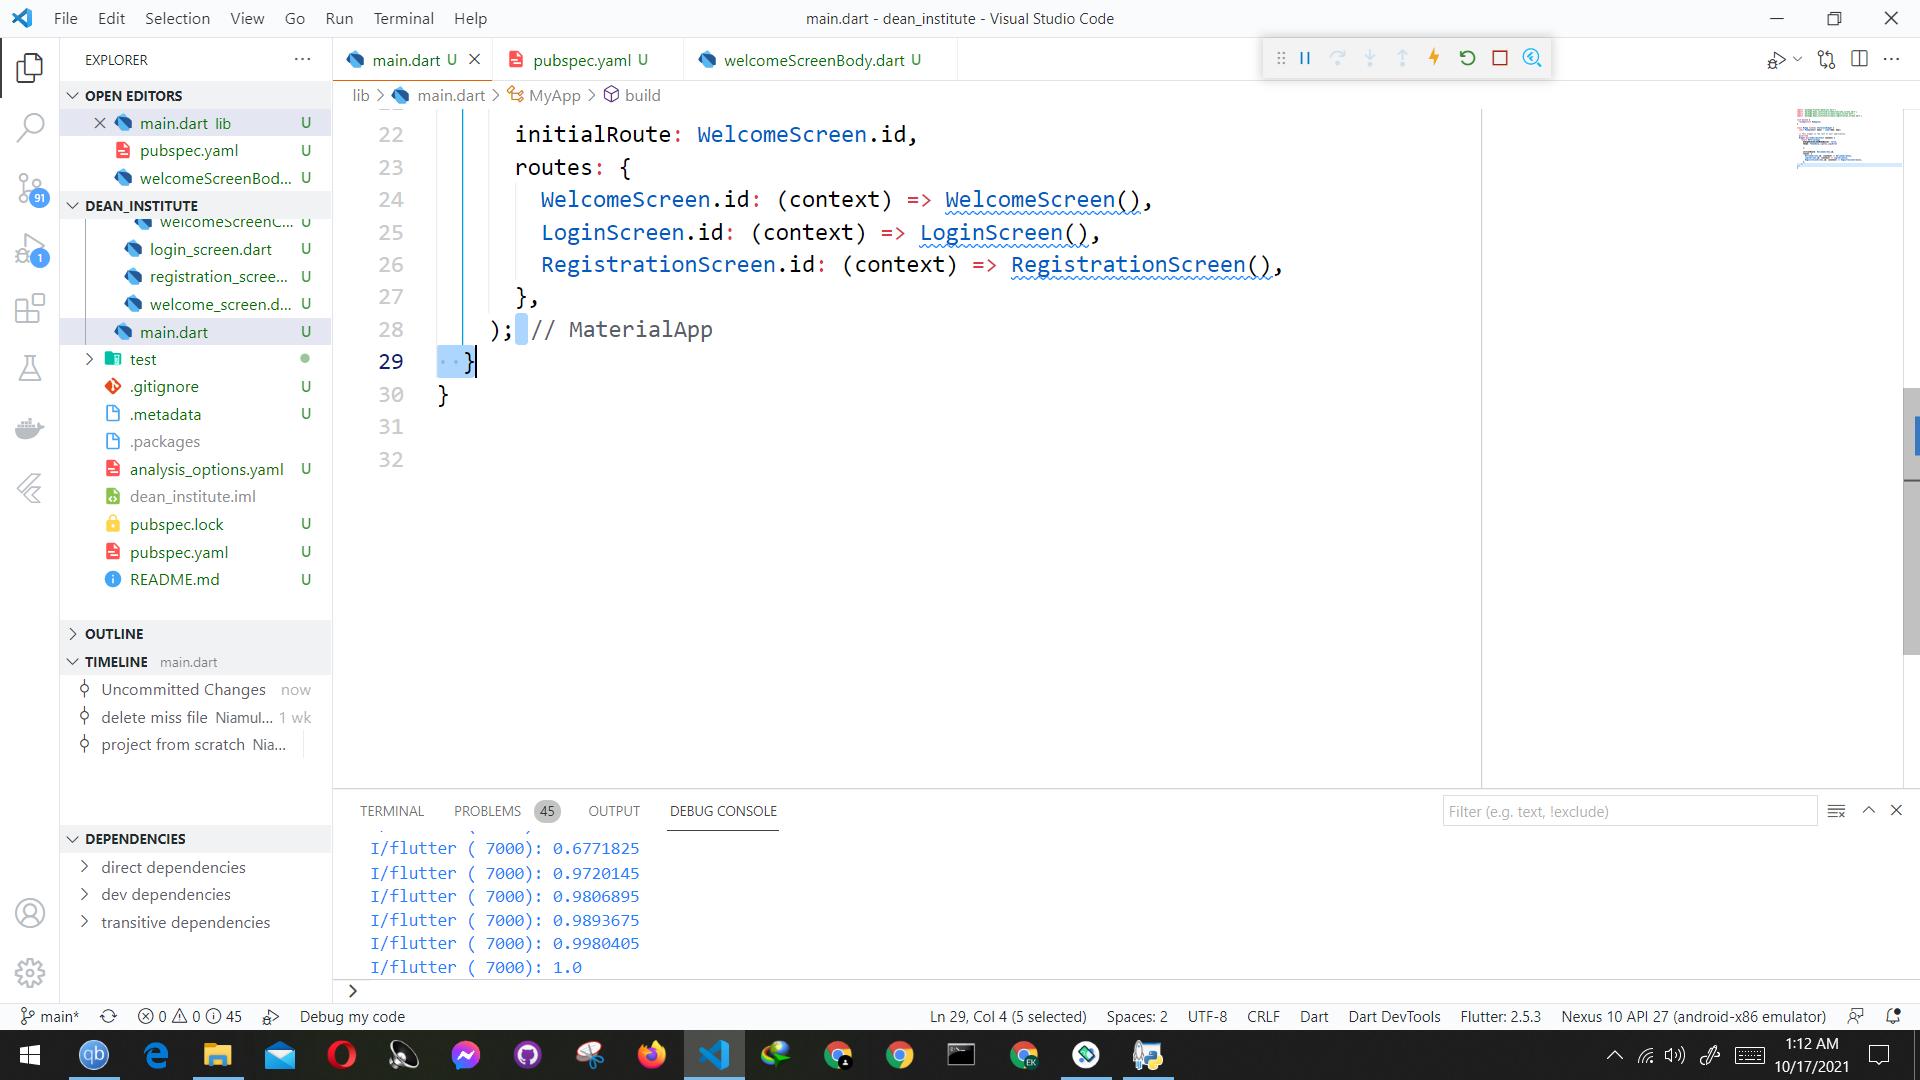 File Edit Selection View Go Run Terminal Help
main.dart - dean_institute - Visual Studio Code
EXPLORER
OPEN EDITORS
main.dart lib U
pubspec.yaml U
welcomeScreenBod... U
DEAN_INSTITUTE
welcomeScreenC... U
login_screen.dart U
registration_scree... U
welcome_screen.d... U
main.dart U
test
.gitignore U
.metadata U
.packages
analysis_options.yaml U
dean_institute.iml
pubspec.lock U
pubspec.yaml U
README.md U
OUTLINE
TIMELINE main.dart
Uncommitted Changes now
delete miss file Niamul... 1 wk
project from scratch Nia...
DEPENDENCIES
direct dependencies
dev dependencies
transitive dependencies
91
1
main.dart U
pubspec.yaml U
welcomeScreenBody.dart U
lib > main.dart > MyApp > build
22 initialRoute: WelcomeScreen.id,
23 routes: {
24 WelcomeScreen.id: (context) => WelcomeScreen(),
25 LoginScreen.id: (context) => LoginScreen(),
26 RegistrationScreen.id: (context) => RegistrationScreen(),
27 },
28 ); // MaterialApp
29 }
30 }
31
32
TERMINAL PROBLEMS 45 OUTPUT DEBUG CONSOLE
Filter (e.g. text, !exclude)
I/flutter ( 7000): 0.6771825
I/flutter ( 7000): 0.9720145
I/flutter ( 7000): 0.9806895
I/flutter ( 7000): 0.9893675
I/flutter ( 7000): 0.9980405
I/flutter ( 7000): 1.0
main* 0 0 45 Debug my code
Ln 29, Col 4 (5 selected) Spaces: 2 UTF-8 CRLF Dart Dart DevTools Flutter: 2.5.3 Nexus 10 API 27 (android-x86 emulator)
qb
EK
1:12 AM
10/17/2021